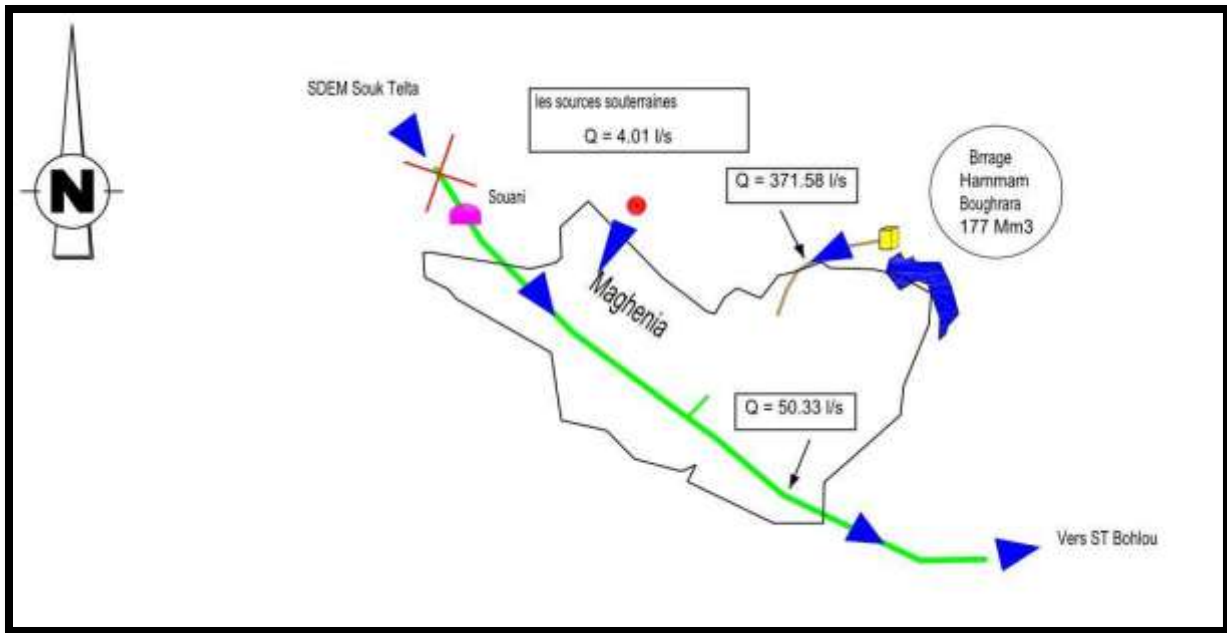 SDEM Souk Telta
les sources souterraines
Q = 4.01 l/s
Brrage
Hammam
Boughrara
177 Mm3
Q = 371.58 l/s
N
Souani
Maghenia
Q = 50.33 l/s
Vers ST Bohlou